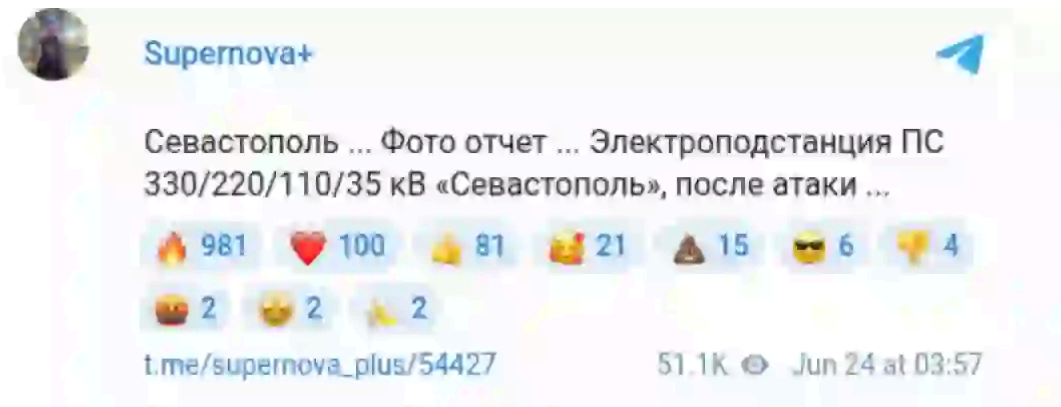 Supernova+
Севастополь ... Фото отчет ... Электроподстанция ПС
330/220/110/35 кВ «Севастополь», после атаки ...
🔥 981 ❤️ 100 👍 81 🥰 21 💩 15 😎 6 👎 4
🤬 2 🤩 2 🍌 2
t.me/supernova_plus/54427 51.1K Jun 24 at 03:57